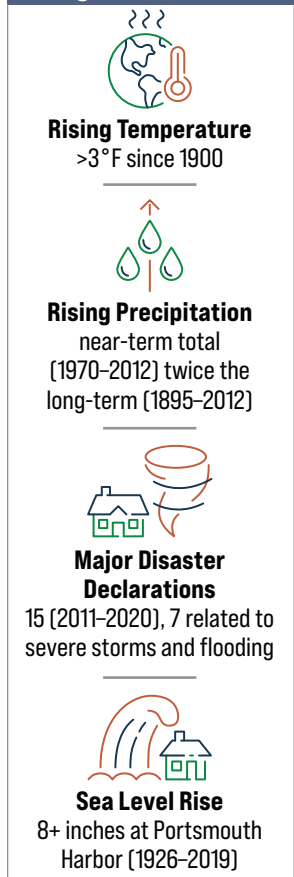 Rising Temperature
>3°F since 1900
Rising Precipitation
near-term total
(1970–2012) twice the
long-term (1895–2012)
Major Disaster
Declarations
15 (2011–2020), 7 related to
severe storms and flooding
Sea Level Rise
8+ inches at Portsmouth
Harbor (1926–2019)